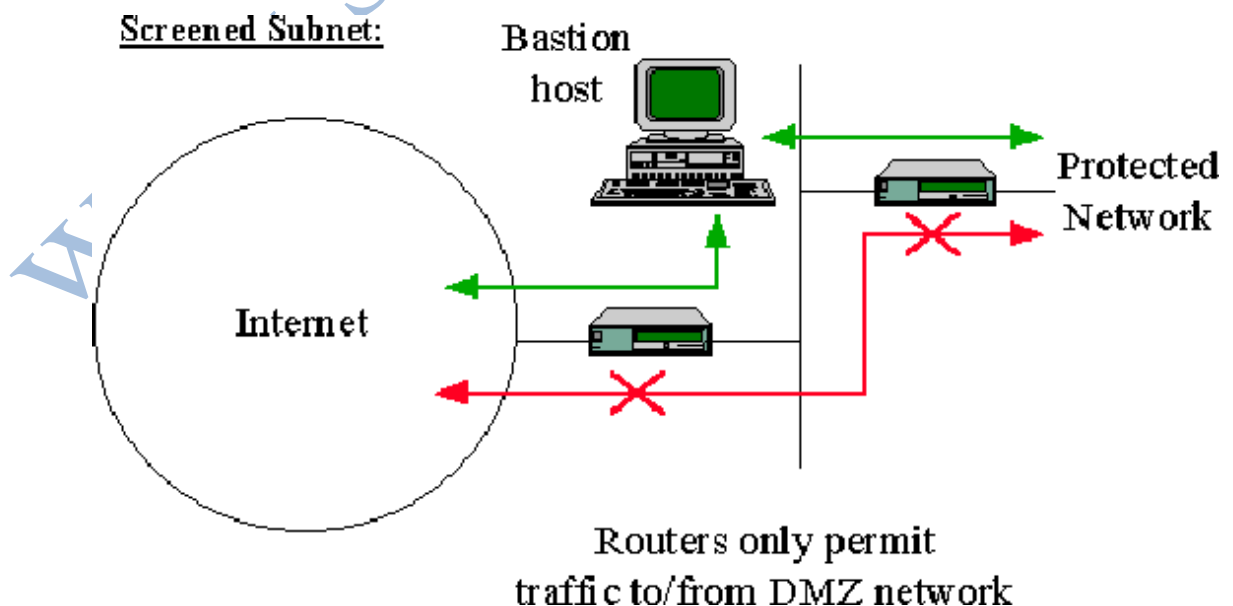 Screened Subnet:
Bastion
host
Protected
Network
Internet
Routers only permit
traffic to/from DMZ network